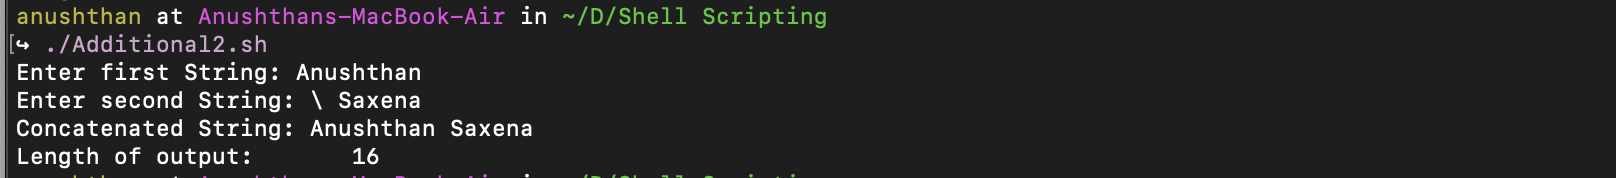 anushthan at Anushthans-MacBook-Air in ~/D/Shell Scripting
[↪ ./Additional2.sh
Enter first String: Anushthan
Enter second String: \ Saxena
Concatenated String: Anushthan Saxena
Length of output:       16